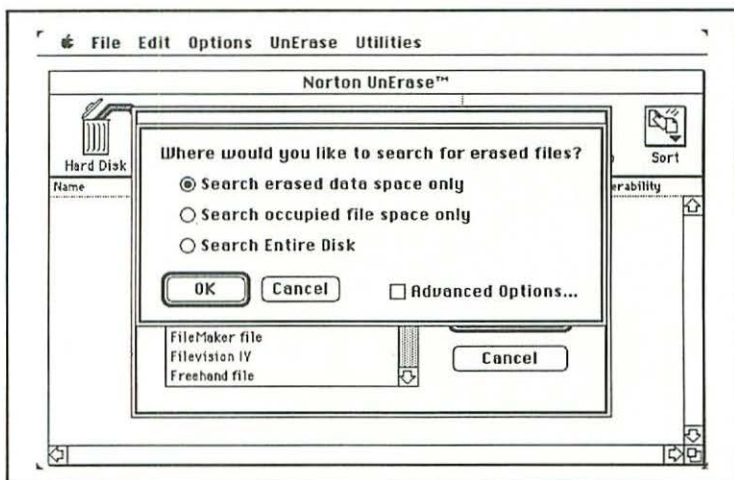 File Edit Options UnErase Utilities
Norton UnErase™
Hard Disk
Sort
Name
erability
Where would you like to search for erased files?
Search erased data space only
Search occupied file space only
Search Entire Disk
OK
Cancel
Advanced Options...
FileMaker file
Filevision IV
Freehand file
Cancel